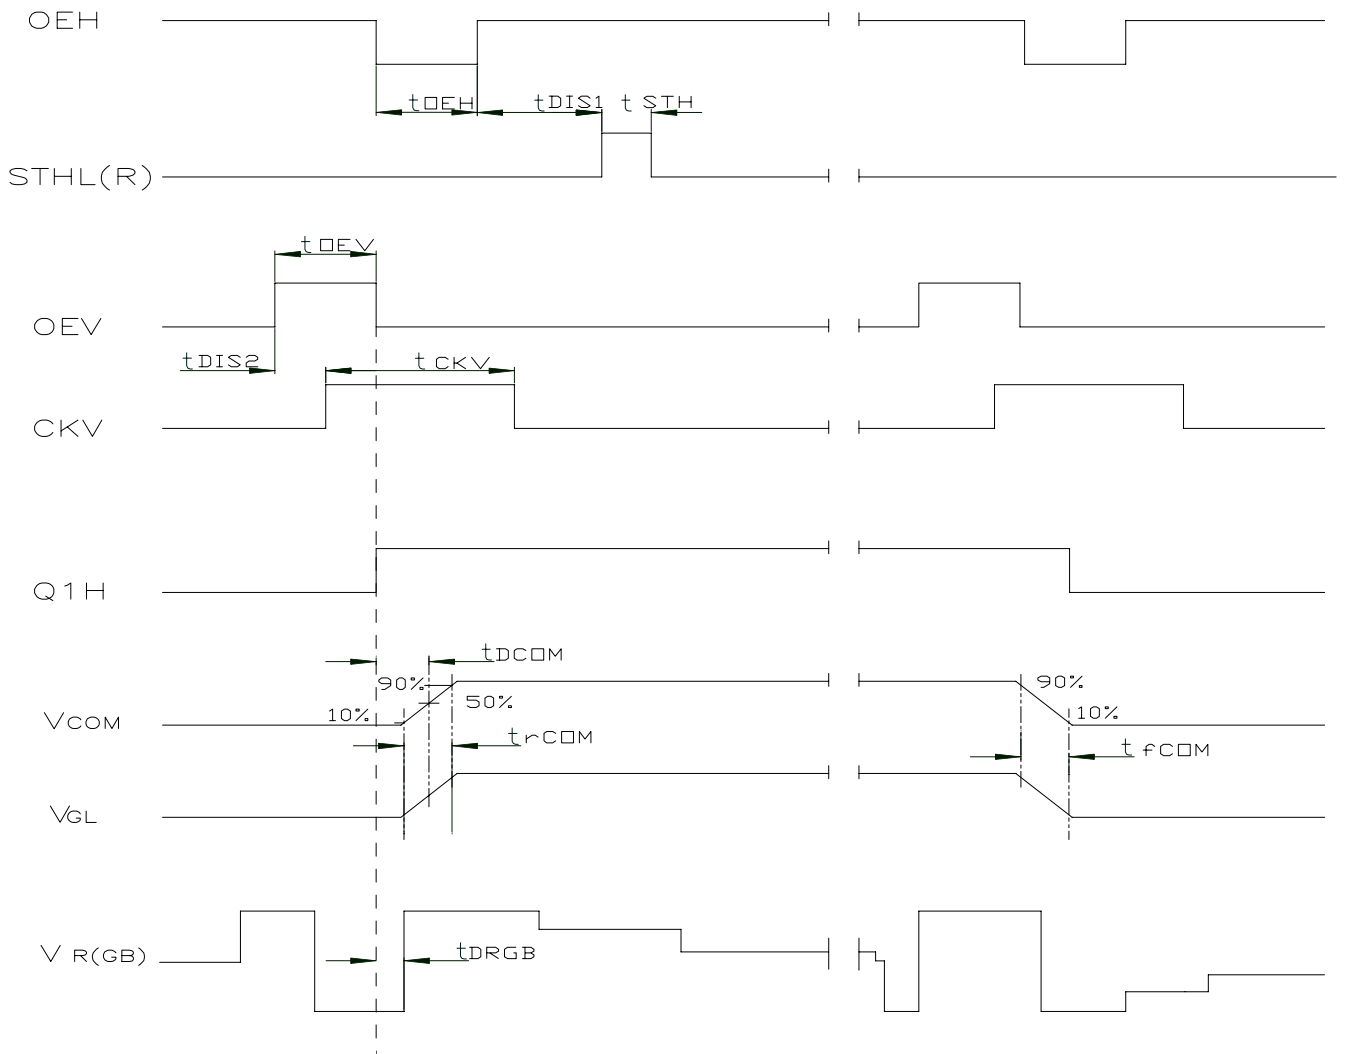 OEH
tOEH tDIS1 t STH
STHL(R)
tOEV
OEV
tDIS2 t CKV
CKV
Q1H
tDCOM
90%
50%
90%
10%
VCOM
10%
trCOM
t fCOM
VGL
V R(GB)
tDRGB